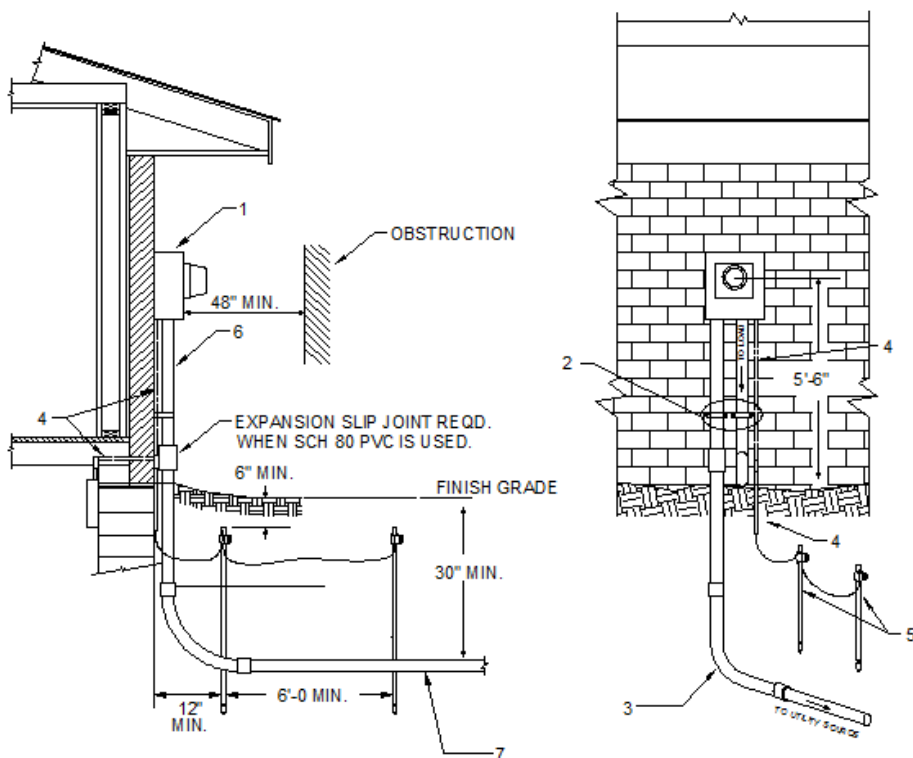 1
OBSTRUCTION
48" MIN.
6
4
EXPANSION SLIP JOINT REQD.
WHEN SCH 80 PVC IS USED.
6" MIN.
FINISH GRADE
30" MIN.
12"
MIN.
6'-0 MIN.
7
2
TO LOAD
4
5'-6"
4
5
3
TO UTILITY SOURCE